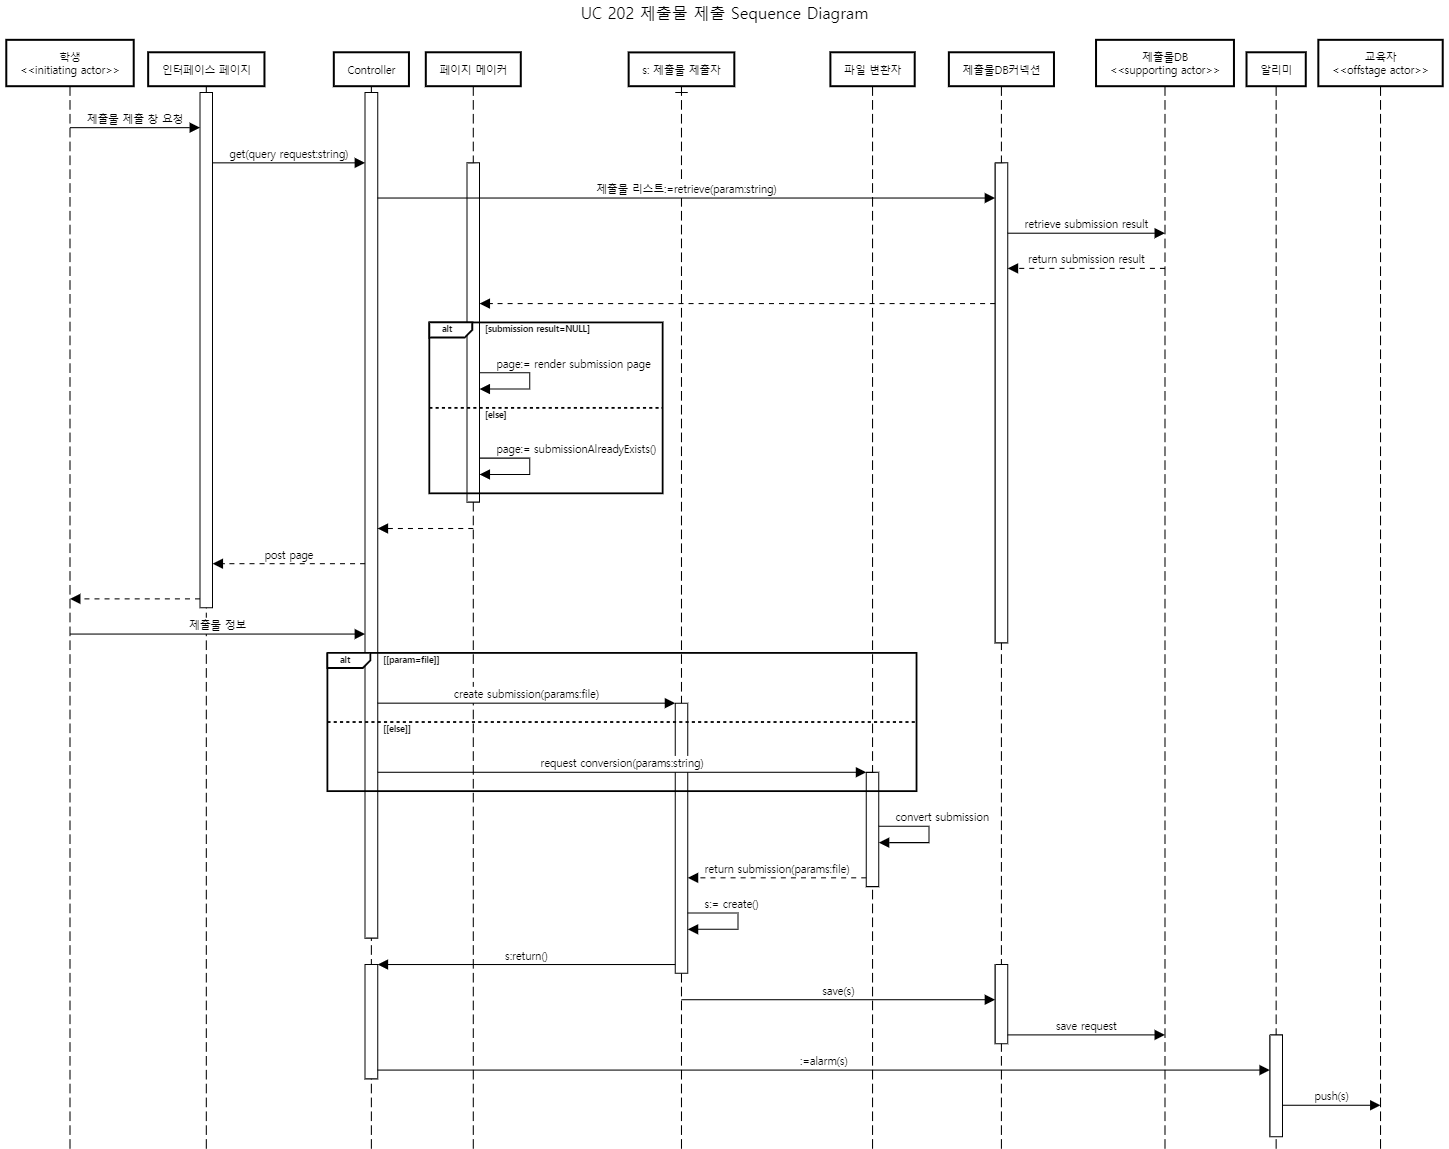 UC 202 제출물 제출 Sequence Diagram
학생
<<initiating actor>>
인터페이스 페이지
Controller
페이지 메이커
s: 제출물 제출자
파일 변환자
제출물DB커넥션
제출물DB
<<supporting actor>>
알리미
교육자
<<offstage actor>>
제출물 제출 창 요청
get(query request:string)
제출물 리스트:=retrieve(param:string)
retrieve submission result
return submission result
alt
[submission result=NULL]
page:= render submission page
[else]
page:= submissionAlreadyExists()
post page
제출물 정보
alt
[[param=file]]
create submission(params:file)
[[else]]
request conversion(params:string)
convert submission
return submission(params:file)
s:= create()
s:return()
save(s)
save request
:=alarm(s)
push(s)